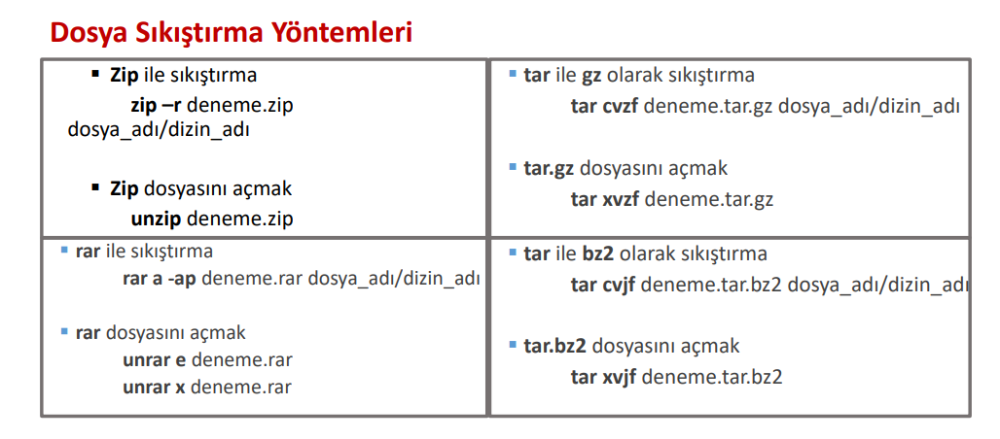 Dosya Sıkıştırma Yöntemleri
▪ Zip ile sıkıştırma
zip –r deneme.zip
dosya_adı/dizin_adı
▪ Zip dosyasını açmak
unzip deneme.zip
▪ tar ile gz olarak sıkıştırma
tar cvzf deneme.tar.gz dosya_adı/dizin_adı
▪ tar.gz dosyasını açmak
tar xvzf deneme.tar.gz
▪ rar ile sıkıştırma
rar a -ap deneme.rar dosya_adı/dizin_adı
▪ rar dosyasını açmak
unrar e deneme.rar
unrar x deneme.rar
▪ tar ile bz2 olarak sıkıştırma
tar cvjf deneme.tar.bz2 dosya_adı/dizin_adı
▪ tar.bz2 dosyasını açmak
tar xvjf deneme.tar.bz2